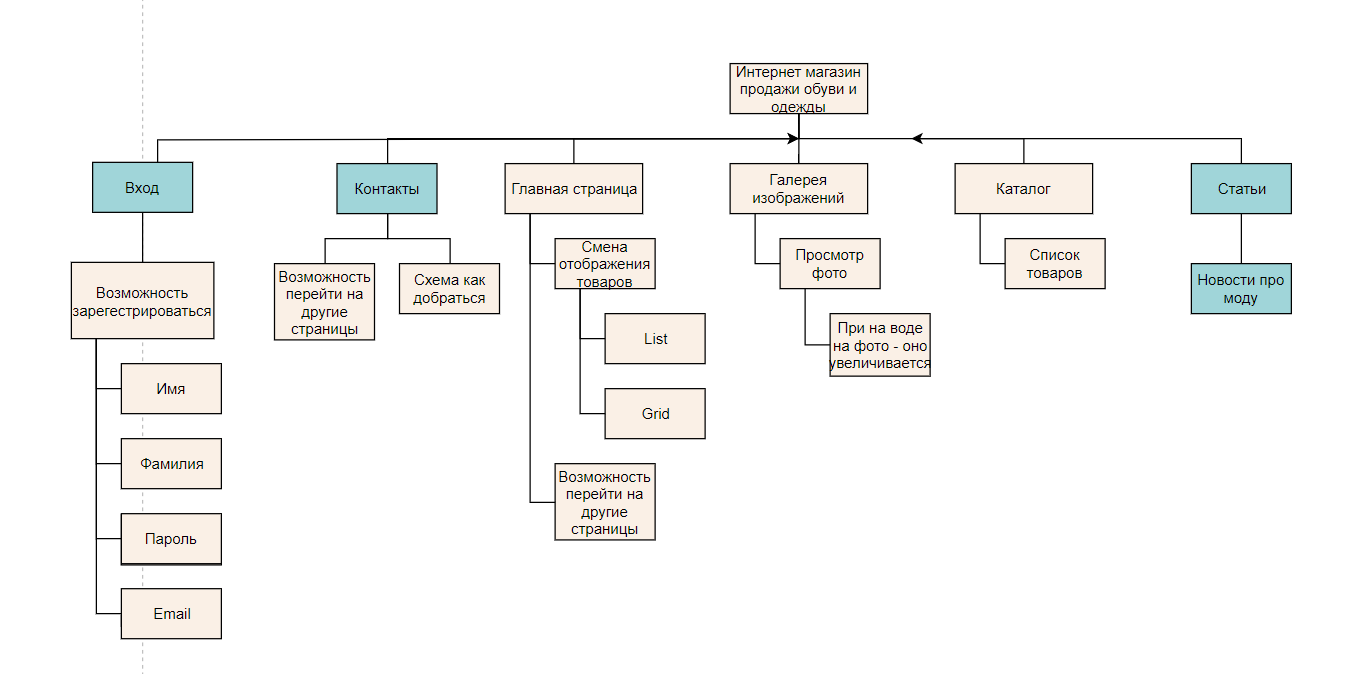 Интернет магазин
продажи обуви и
одежды
Вход
Контакты
Главная страница
Галерея
изображений
Каталог
Статьи
Возможность
зарегестрироваться
Имя
Фамилия
Пароль
Email
Возможность
перейти на
другие
страницы
Схема как
добраться
Смена
отображения
товаров
List
Grid
Возможность
перейти на
другие
страницы
Просмотр
фото
При на воде
на фото - оно
увеличивается
Список
товаров
Новости про
моду